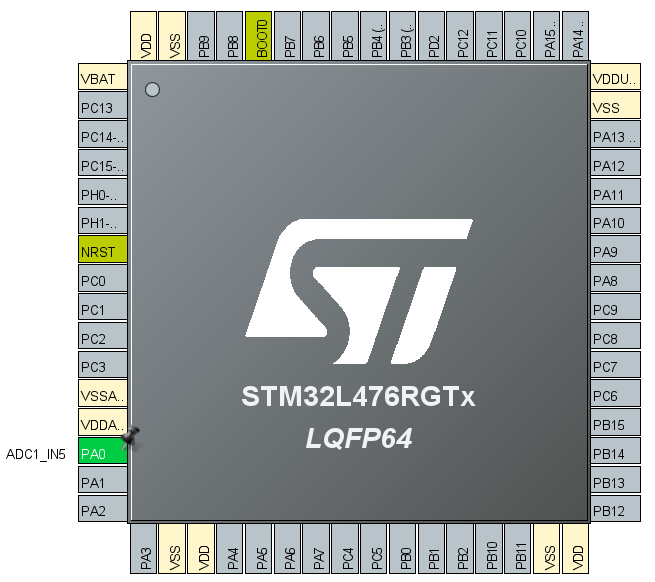 VDD
VSS
PB9
PB8
BOOT0
PB7
PB6
PB5
PB4 (..
PB3 (..
PD2
PC12
PC11
PC10
PA15 ..
PA14 ..
VBAT
PC13
PC14-..
PC15-..
PH0-..
PH1-..
NRST
PC0
PC1
PC2
PC3
VSSA..
VDDA..
ADC1_IN5 PA0
PA1
PA2
VDDU..
VSS
PA13 ..
PA12
PA11
PA10
PA9
PA8
PC9
PC8
PC7
PC6
PB15
PB14
PB13
PB12
ST
STM32L476RGTx
LQFP64
PA3
VSS
VDD
PA4
PA5
PA6
PA7
PC4
PC5
PB0
PB1
PB2
PB10
PB11
VSS
VDD